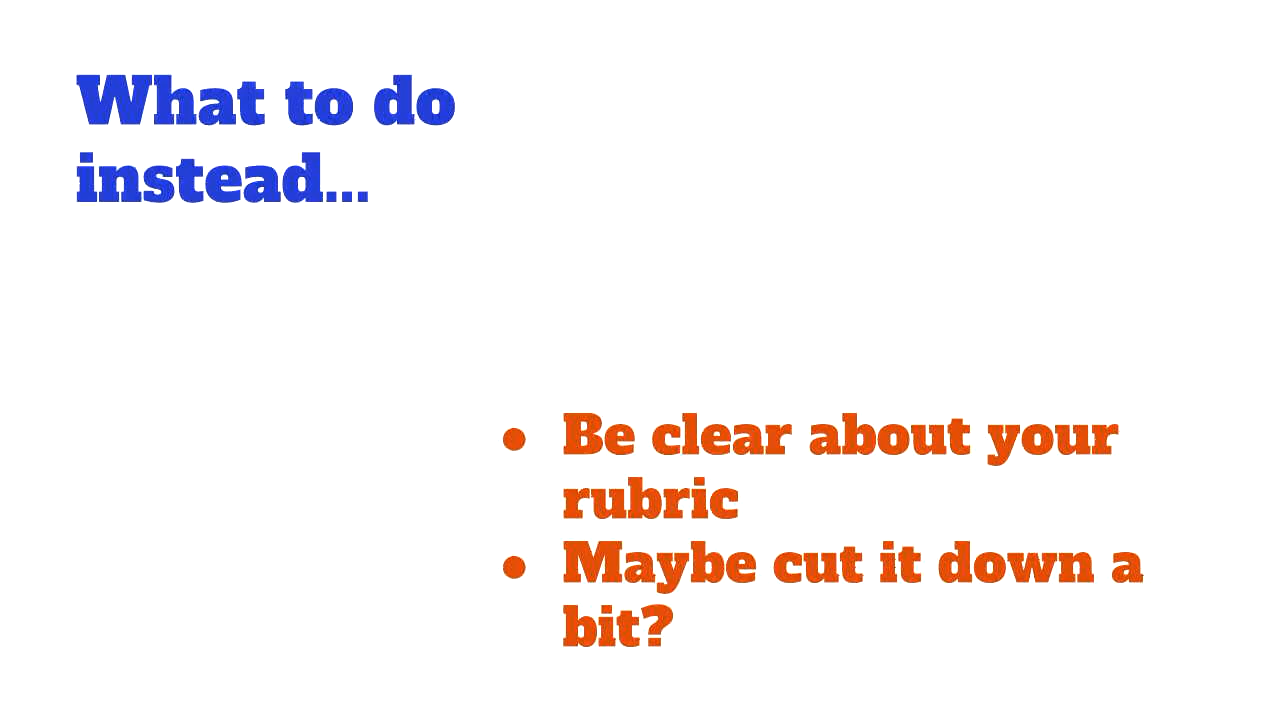 What to do
instead...
● Be clear about your
rubric
● Maybe cut it down a
bit?